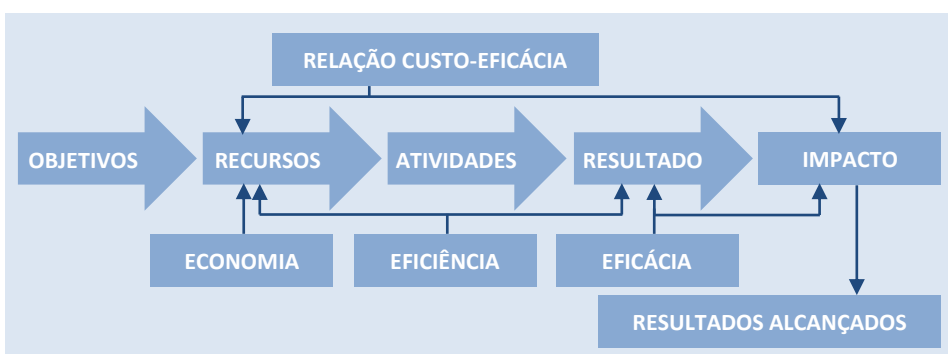 RELAÇÃO CUSTO-EFICÁCIA
OBJETIVOS
RECURSOS
ATIVIDADES
RESULTADO
IMPACTO
ECONOMIA
EFICIÊNCIA
EFICÁCIA
RESULTADOS ALCANÇADOS